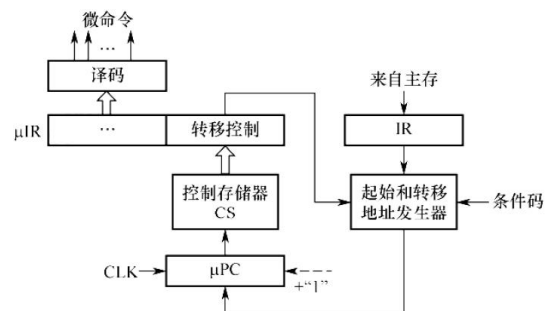 微命令
…
译码
来自主存
μIR
…
转移控制
IR
控制存储器
CS
起始和转移
地址发生器
条件码
CLK
μPC
+“1”